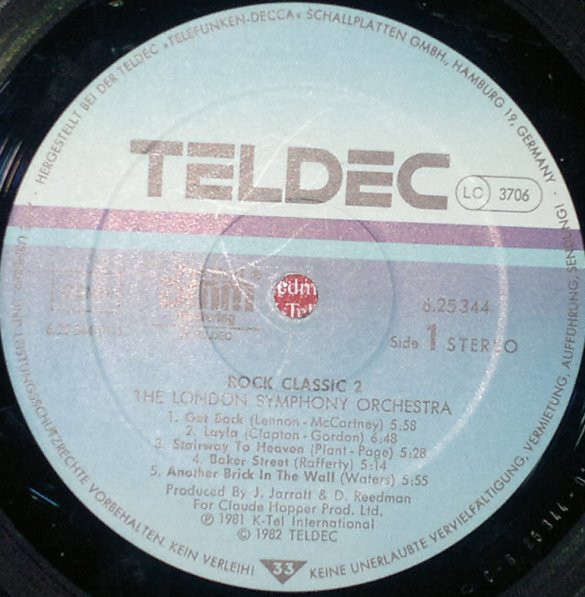 HERGESTELLT BEI DER TELDEC »TELEFUNKEN-DECCA« SCHALLPLATTEN GMBH, HAMBURG 19, GERMANY ·
TELDEC
LC 3706
6.25344
Side 1 STEREO
edm
Tel
ROCK CLASSIC 2
THE LONDON SYMPHONY ORCHESTRA
1. Get Back (Lennon-McCartney) 5:58
2. Layla (Clapton-Gordon) 6:48
3. Stairway To Heaven (Plant-Page) 5:28
4. Baker Street (Rafferty) 5:14
5. Another Brick In The Wall (Waters) 5:55
Produced By J. Jarratt & D. Reedman
For Claude Hopper Prod. Ltd.
℗ 1981 K-Tel International
© 1982 TELDEC
33
KEINE UNERLAUBTE VERVIELFÄLTIGUNG, VERMIETUNG, AUFFÜHRUNG, SENDUNG!
LEISTUNGSSCHUTZRECHTE VORBEHALTEN. KEIN VERLEIH!